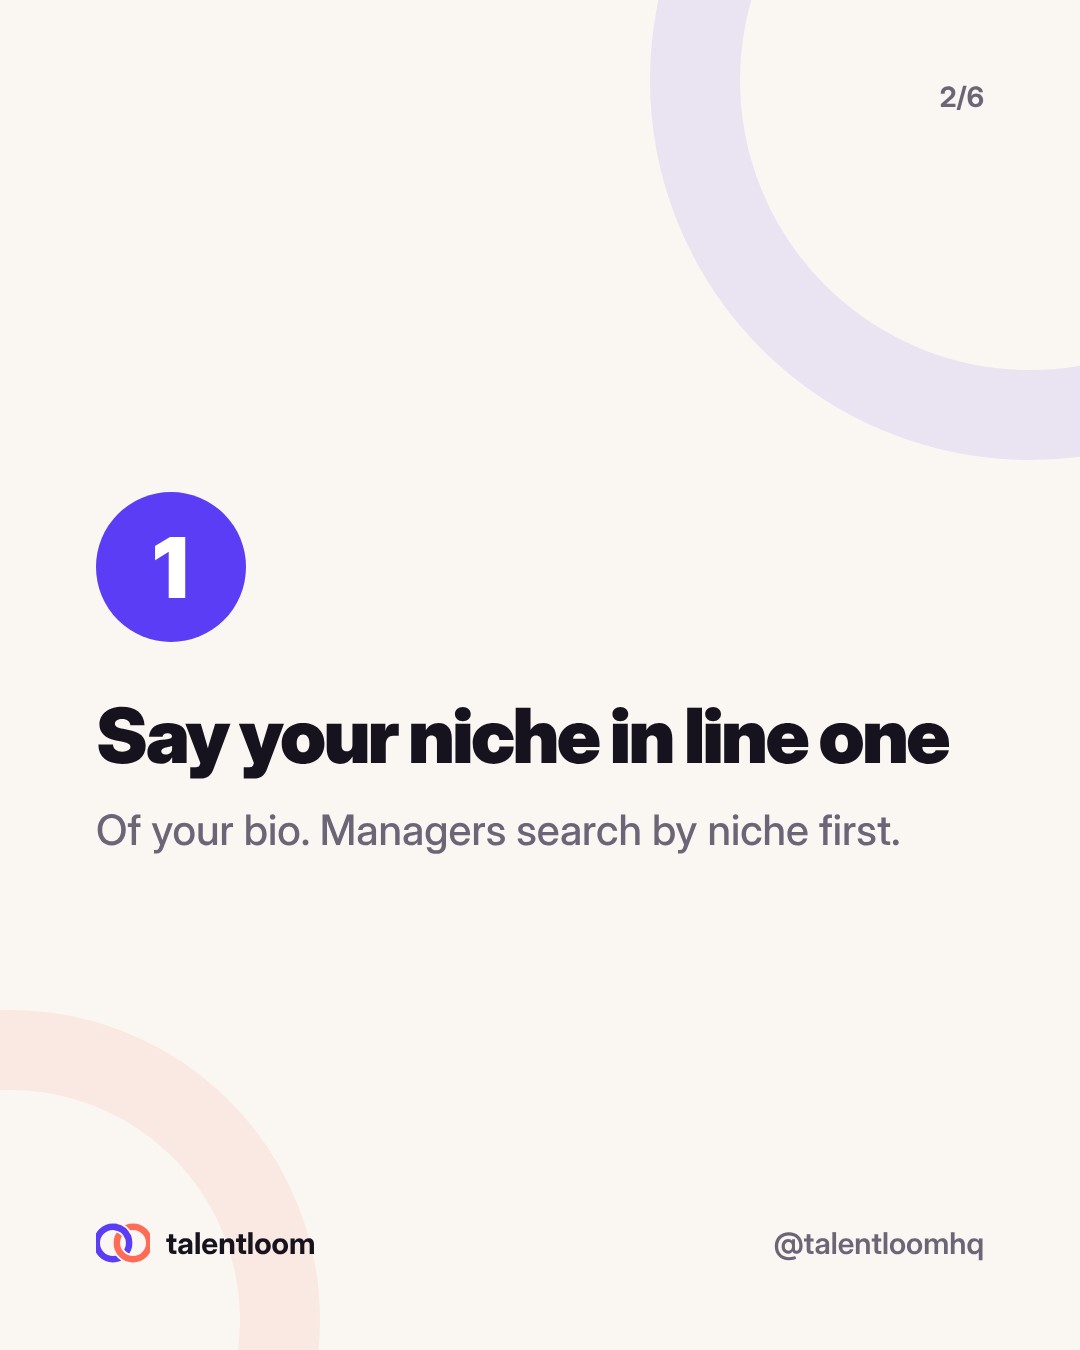 2/6
1
Say your niche in line one
Of your bio. Managers search by niche first.
talentloom
@talentloomhq